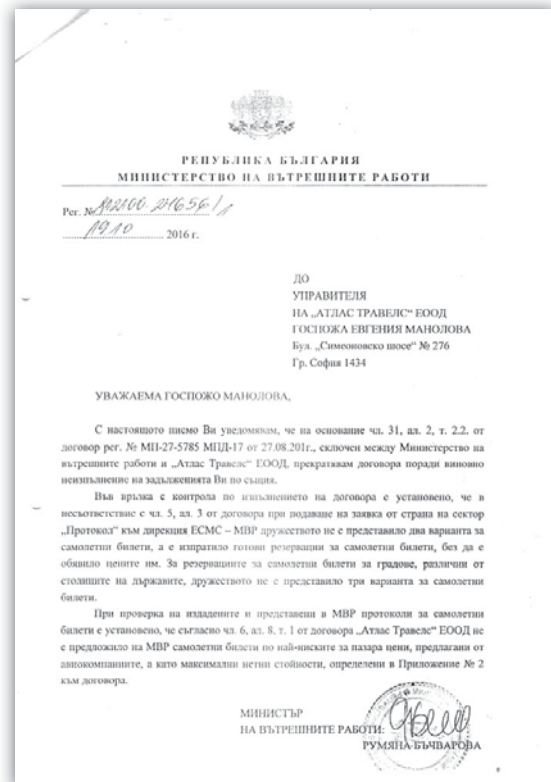 РЕПУБЛИКА БЪЛГАРИЯ
МИНИСТЕРСТВО НА ВЪТРЕШНИТЕ РАБОТИ
Рег. №
19.10 2016 г.
ДО
УПРАВИТЕЛЯ
НА „АТЛАС ТРАВЕЛС“ ЕООД
ГОСПОЖА ЕВГЕНИЯ МАНОЛОВА
Бул. „Симеоновско шосе“ № 276
Гр. София 1434
УВАЖАЕМА ГОСПОЖО МАНОЛОВА,
С настоящото писмо Ви уведомявам, че на основание чл. 31, ал. 2, т. 2.2. от
договор рег. № МП-27-5785 МПД-17 от 27.08.201г., сключен между Министерство на
вътрешните работи и „Атлас Травелс“ ЕООД, прекратявам договора поради виновно
неизпълнение на задълженията Ви по същия.
Във връзка с контрола по изпълнението на договора е установено, че в
несъответствие с чл. 5, ал. 3 от договора при подаване на заявка от страна на сектор
„Протокол“ към дирекция ЕСМС – МВР дружеството не е представило два варианта за
самолетни билети, а е изпратило готови резервации за самолетни билети, без да е
обявило цените им. За резервациите за самолетни билети за градове, различни от
столиците на държавите, дружеството не е представило три варианта за самолетни
билети.
При проверка на издадените и представени в МВР протоколи за самолетни
билети е установено, че съгласно чл. 6, ал. 8, т. 1 от договора „Атлас Травелс“ ЕООД не
е предложило на МВР самолетни билети по най-ниските за пазара цени, предлагани от
авиокомпаниите, а като максимални нетни стойности, определени в Приложение № 2
към договора.
МИНИСТЪР
НА ВЪТРЕШНИТЕ РАБОТИ:
РУМЯНА БЪЧВАРОВА